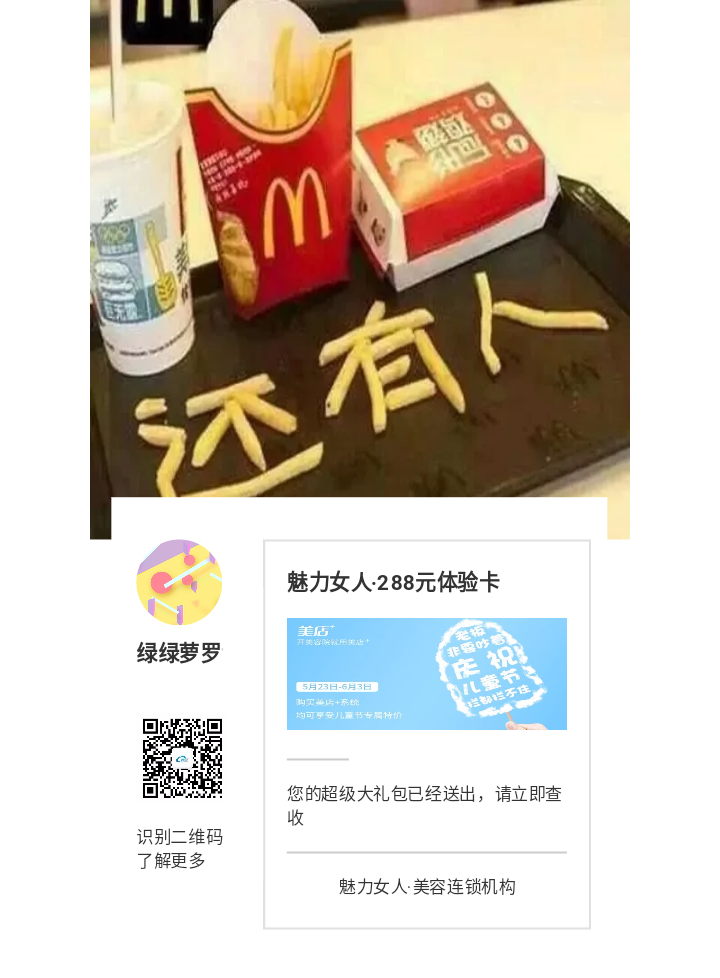 巨无霸
还有人
魅力女人·288元体验卡
美店+
开美容院就用美店+
5月23日-6月3日
购买美店+系统
均可享受儿童节专属特价
老板
非要吵着
庆祝
儿童节
拦都拦不住
绿绿萝罗
您的超级大礼包已经送出，请立即查
收
识别二维码
了解更多
魅力女人·美容连锁机构